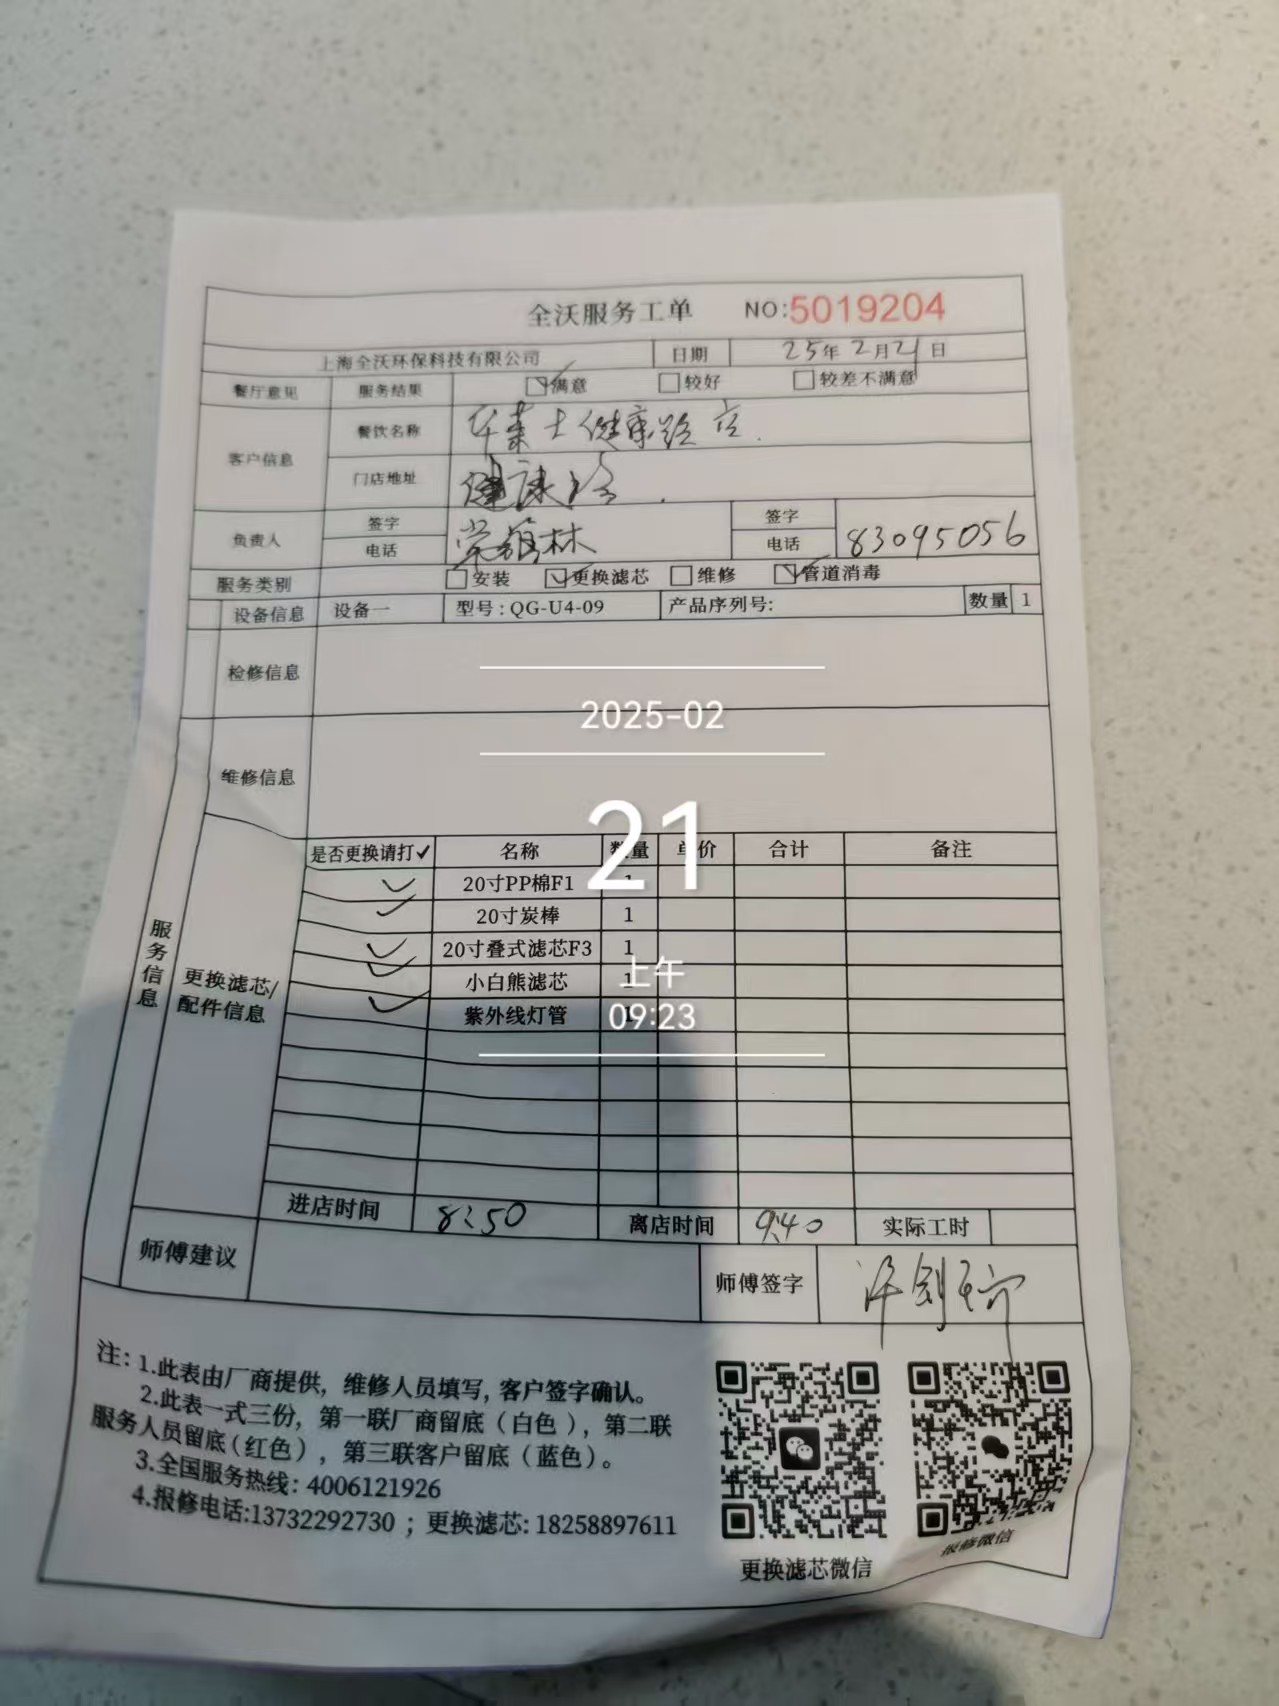 全沃服务工单 NO:5019204
上海全沃环保科技有限公司 日期 25年2月21日
餐厅意见 服务结果 满意 较好 较差不满意
客户信息 餐饮名称 华莱士健康路店
门店地址 健康路
负责人 签字 林 签字
电话 电话 83095056
服务类别 安装 更换滤芯 维修 管道消毒
设备信息 设备一 型号:QG-U4-09 产品序列号: 数量 1
检修信息
2025-02
维修信息
21
是否更换请打✓ 名称 数量 单价 合计 备注
✓ 20寸PP棉F1 1
✓ 20寸炭棒 1
✓ 20寸叠式滤芯F3 1
上午
✓ 小白熊滤芯 1
✓ 紫外线灯管 1
09:23
服务信息
更换滤芯/
配件信息
进店时间 8:50 离店时间 9:40 实际工时
师傅建议 师傅签字
注:1.此表由厂商提供,维修人员填写,客户签字确认。
2.此表一式三份,第一联厂商留底(白色),第二联
服务人员留底(红色),第三联客户留底(蓝色)。
3.全国服务热线:4006121926
4.报修电话:13732292730;更换滤芯:18258897611
更换滤芯微信
报修微信